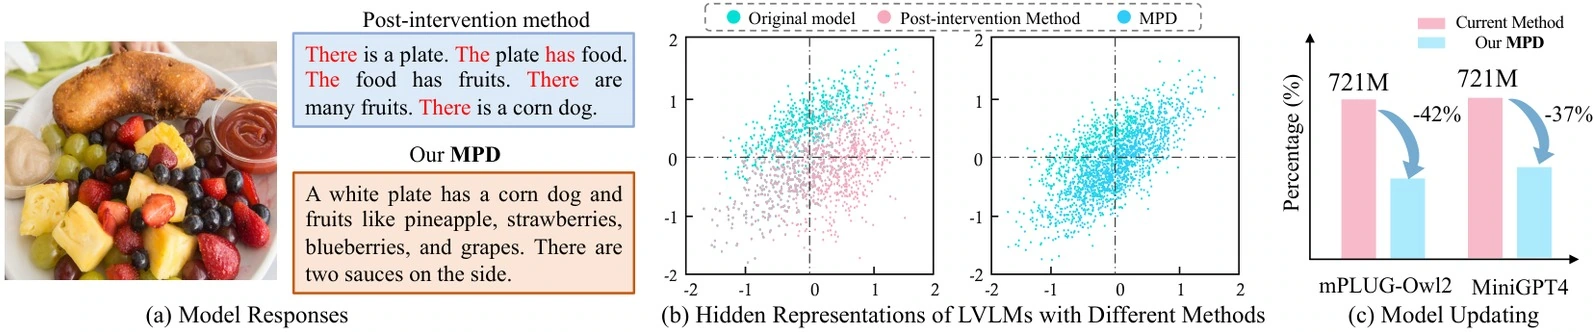 Post-intervention method
There is a plate. The plate has food.
The food has fruits. There are
many fruits. There is a corn dog.
Our MPD
A white plate has a corn dog and
fruits like pineapple, strawberries,
blueberries, and grapes. There are
two sauces on the side.
(a) Model Responses
Original model
Post-intervention Method
MPD
2
1
0
-1
-2
-2
-1
0
1
2
2
1
0
-1
-2
-2
-1
0
1
2
(b) Hidden Representations of LVLMs with Different Methods
Current Method
Our MPD
Percentage (%)
721M
-42%
721M
-37%
mPLUG-Owl2
MiniGPT4
(c) Model Updating